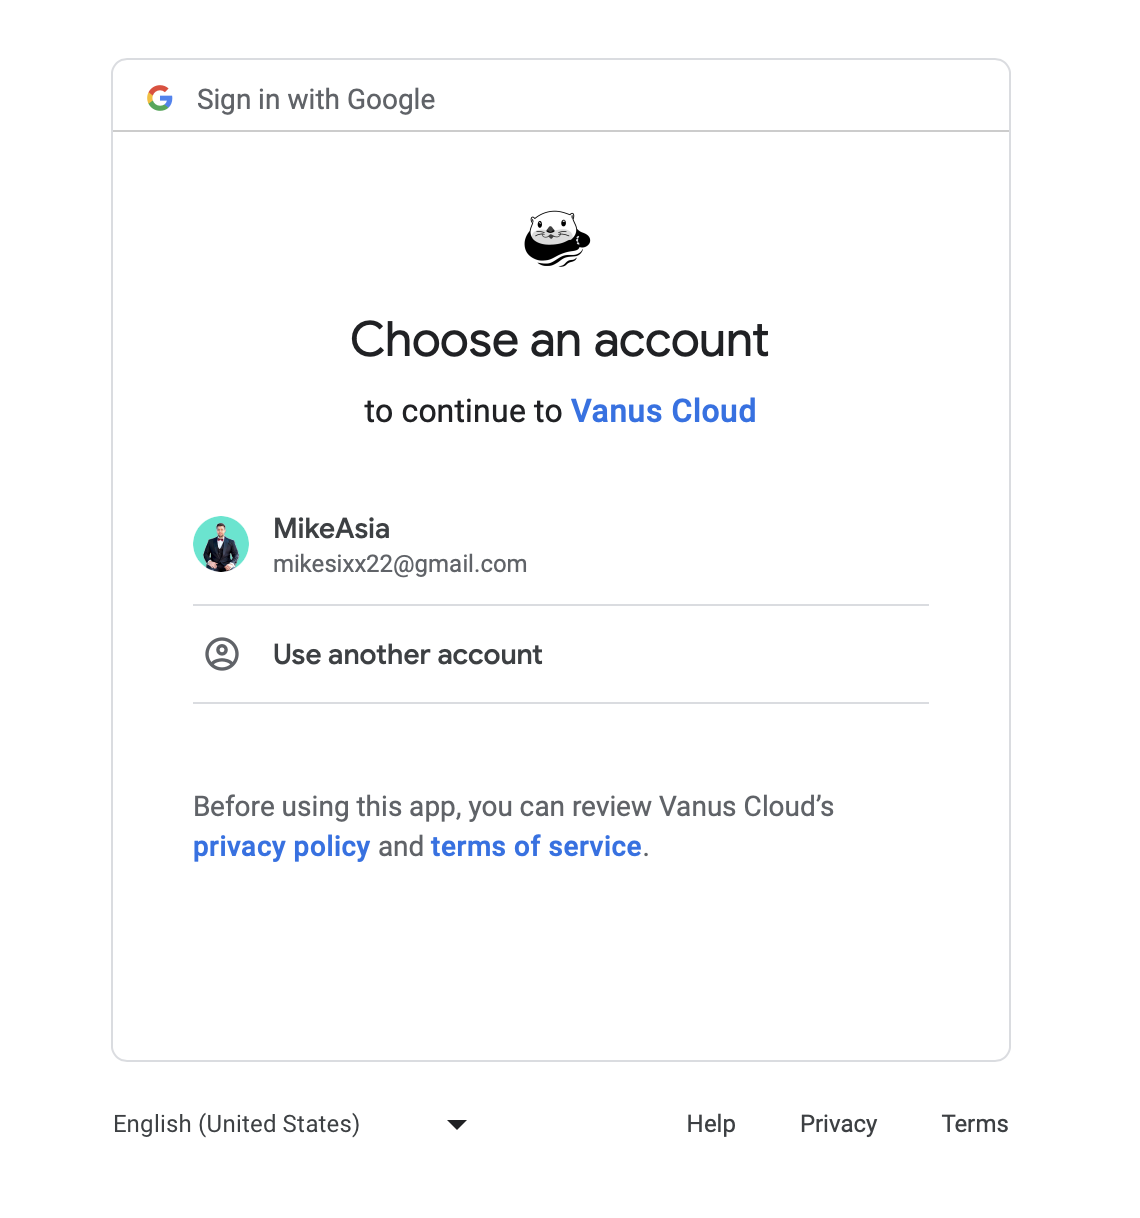 Sign in with Google
Choose an account
to continue to Vanus Cloud
MikeAsia
mikesixx22@gmail.com
Use another account
Before using this app, you can review Vanus Cloud’s
privacy policy and terms of service.
English (United States)
Help Privacy Terms